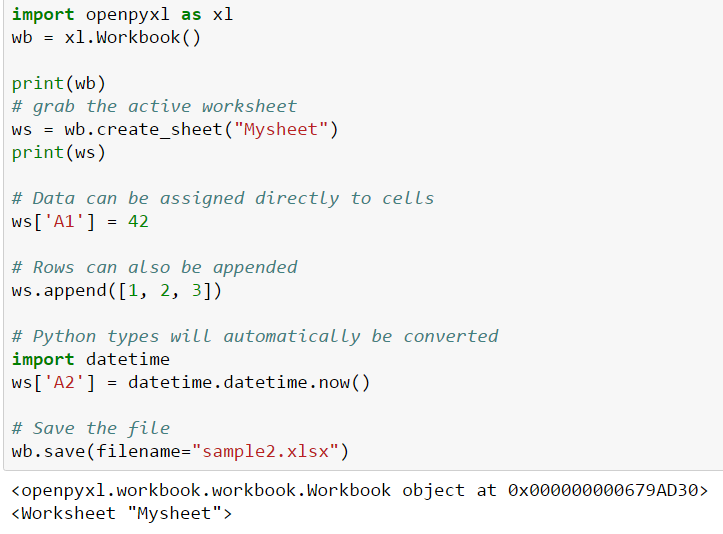 import openpyxl as xl
wb = xl.Workbook()
print(wb)
# grab the active worksheet
ws = wb.create_sheet("Mysheet")
print(ws)
# Data can be assigned directly to cells
ws['A1'] = 42
# Rows can also be appended
ws.append([1, 2, 3])
# Python types will automatically be converted
import datetime
ws['A2'] = datetime.datetime.now()
# Save the file
wb.save(filename="sample2.xlsx")
<openpyxl.workbook.workbook.Workbook object at 0x000000000679AD30>
<Worksheet "Mysheet">